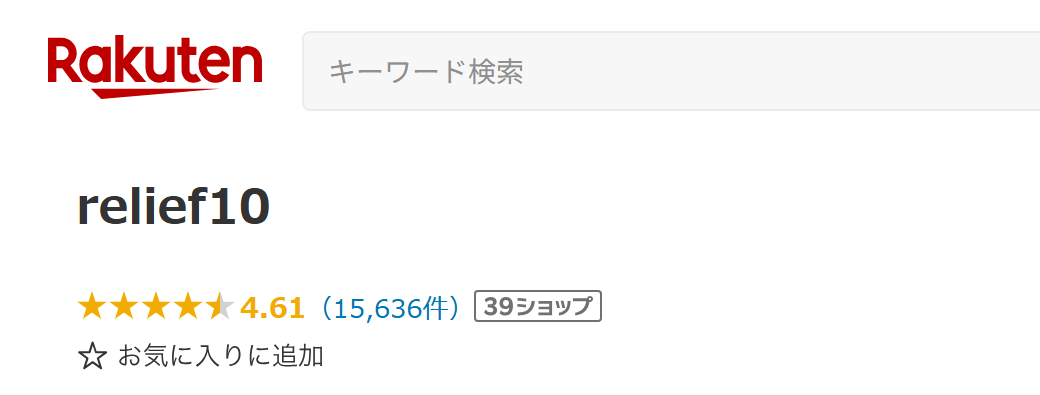 Rakuten
キーワード検索
relief10
★★★★★ 4.61 (15,636件) 39ショップ
☆ お気に入りに追加